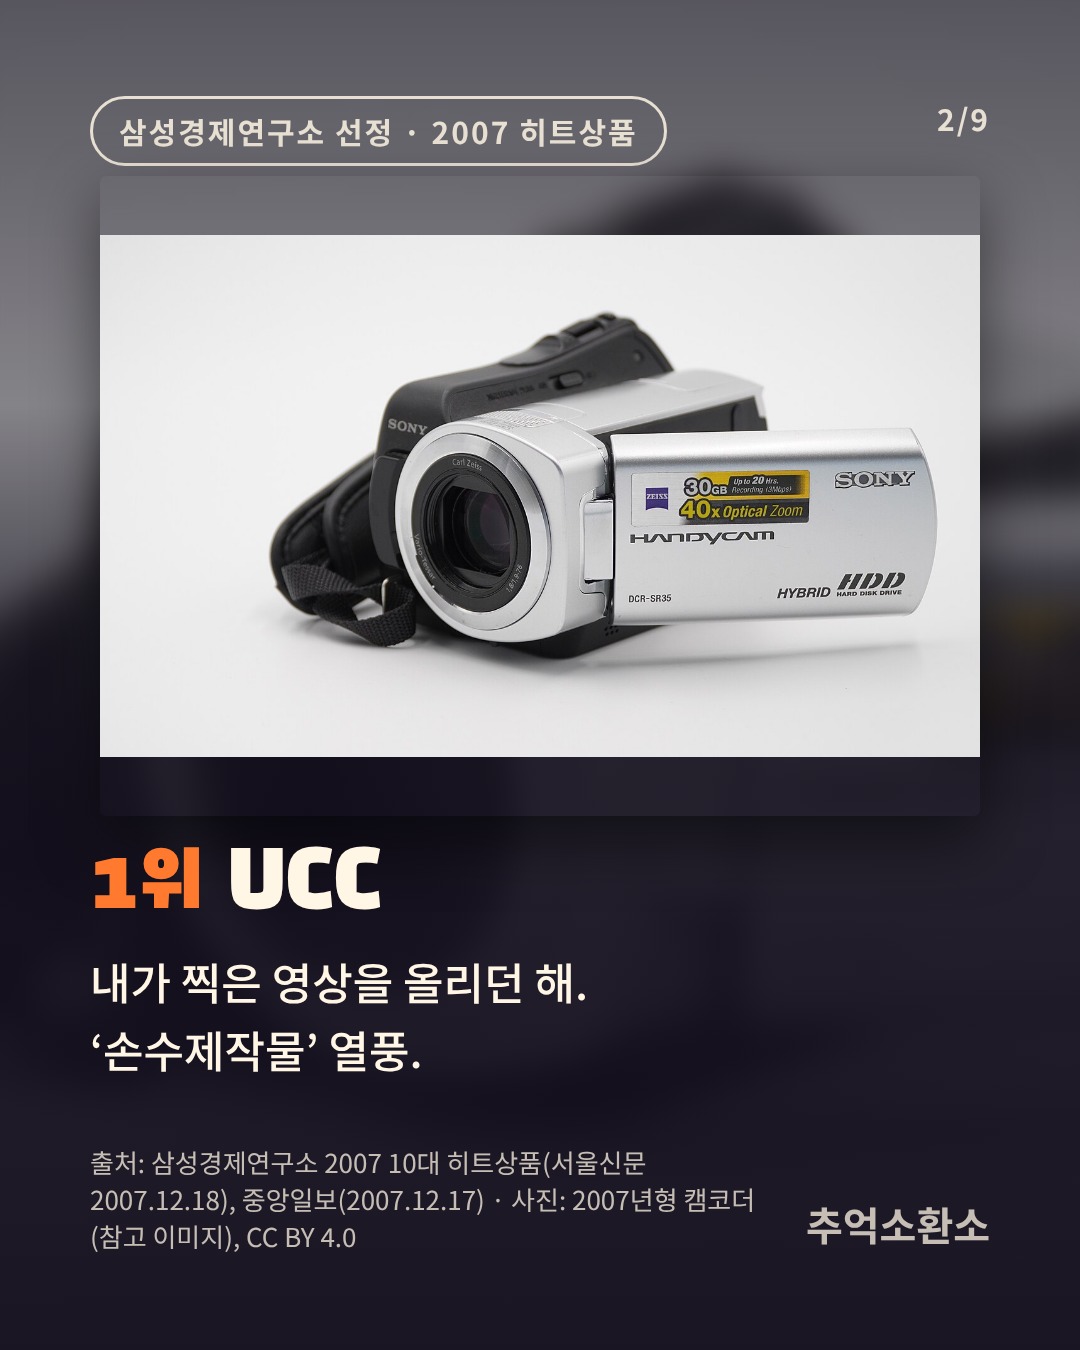 삼성경제연구소 선정 · 2007 히트상품
2/9
SONY
Carl Zeiss
ZEISS
30GB Up to 20 Hrs. Recording (3Mbps)
40x Optical Zoom
SONY
HANDYCAM
DCR-SR35
HYBRID HDD
HARD DISK DRIVE
1위 UCC
내가 찍은 영상을 올리던 해.
‘손수제작물’ 열풍.
출처: 삼성경제연구소 2007 10대 히트상품(서울신문
2007.12.18), 중앙일보(2007.12.17) · 사진: 2007년형 캠코더
(참고 이미지), CC BY 4.0
추억소환소